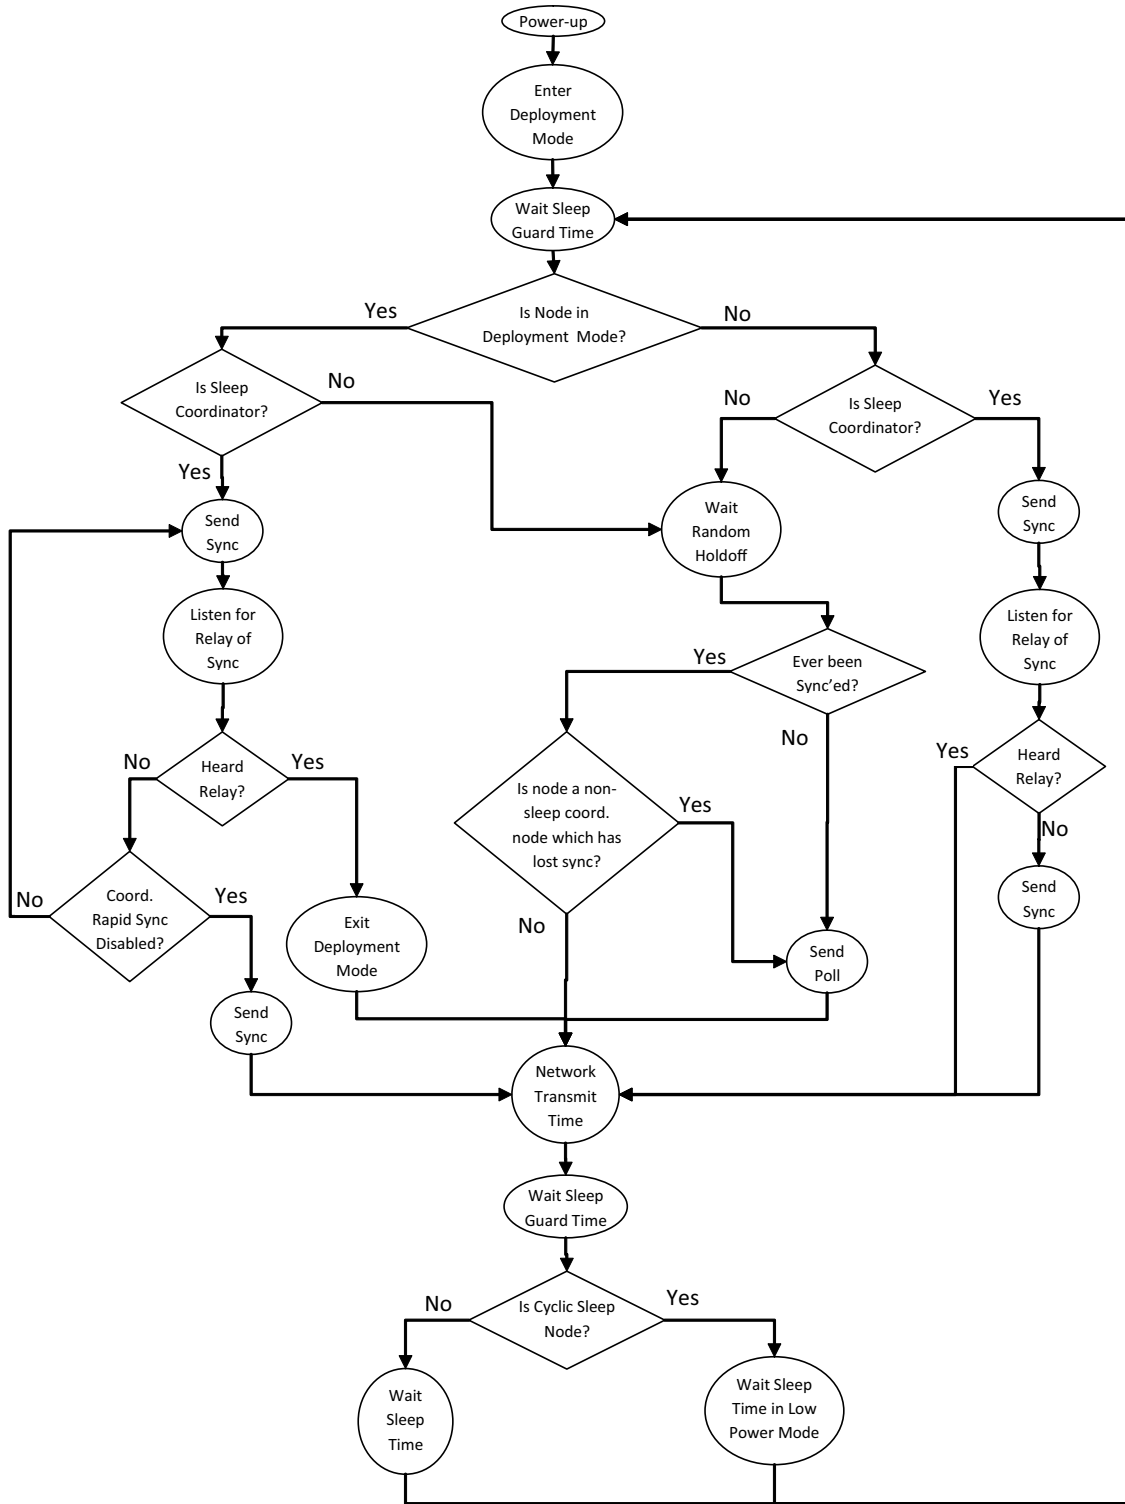 Power-up
Enter
Deployment
Mode
Wait Sleep
Guard Time
Yes
Is Node in
Deployment Mode?
No
Is Sleep
Coordinator?
No
Yes
No
Is Sleep
Coordinator?
Yes
Send
Sync
Wait
Random
Holdoff
Send
Sync
Listen for
Relay of
Sync
Listen for
Relay of
Sync
Yes
Ever been
Sync’ed?
No
No
Heard
Relay?
Yes
Yes
Heard
Relay?
No
Is node a non-
sleep coord.
node which has
lost sync?
Yes
No
No
Coord.
Rapid Sync
Disabled?
Yes
Send
Sync
Exit
Deployment
Mode
Send
Poll
Send
Sync
Network
Transmit
Time
Wait Sleep
Guard Time
No
Is Cyclic Sleep
Node?
Yes
Wait
Sleep
Time
Wait Sleep
Time in Low
Power Mode